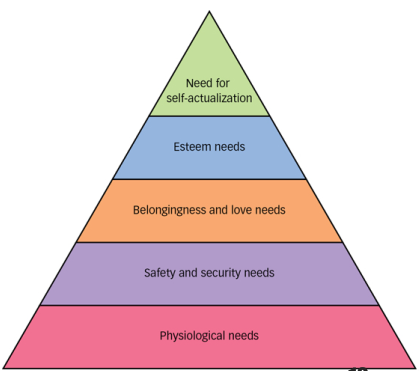 Need for
self-actualization
Esteem needs
Belongingness and love needs
Safety and security needs
Physiological needs